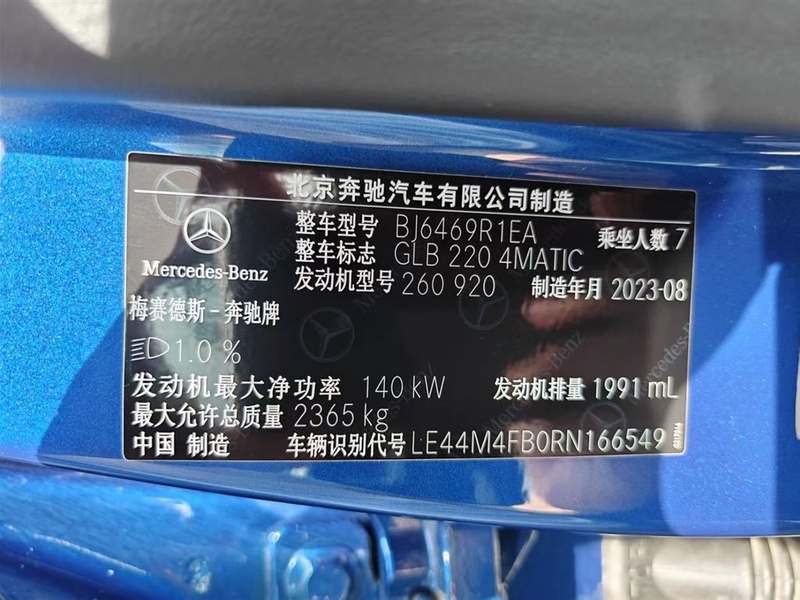 北京奔驰汽车有限公司制造
整车型号 BJ6469R1EA 乘坐人数 7
整车标志 GLB 220 4MATIC
发动机型号 260 920 制造年月 2023-08
Mercedes-Benz
梅赛德斯-奔驰牌
1.0 %
发动机最大净功率 140 kW 发动机排量 1991 mL
最大允许总质量 2365 kg
中国 制造 车辆识别代号 LE44M4FB0RN166549